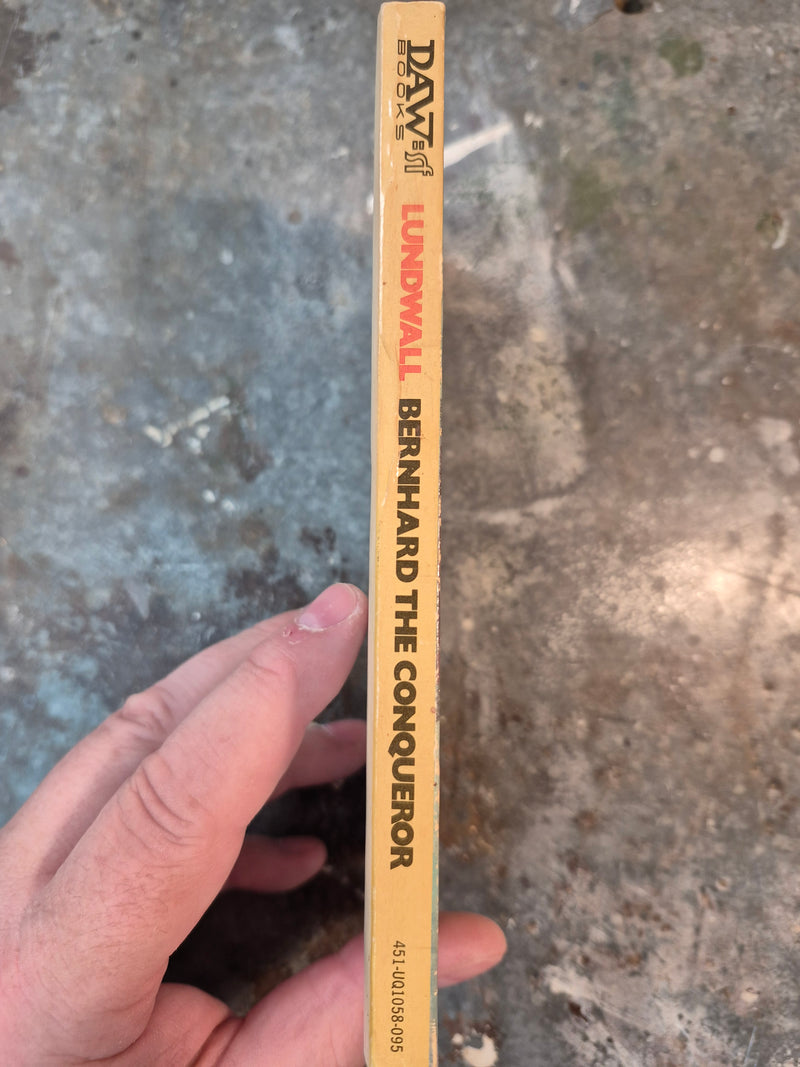 DAW sf
BOOKS
LUNDWALL
BERNHARD THE CONQUEROR
451-UQ1058-095